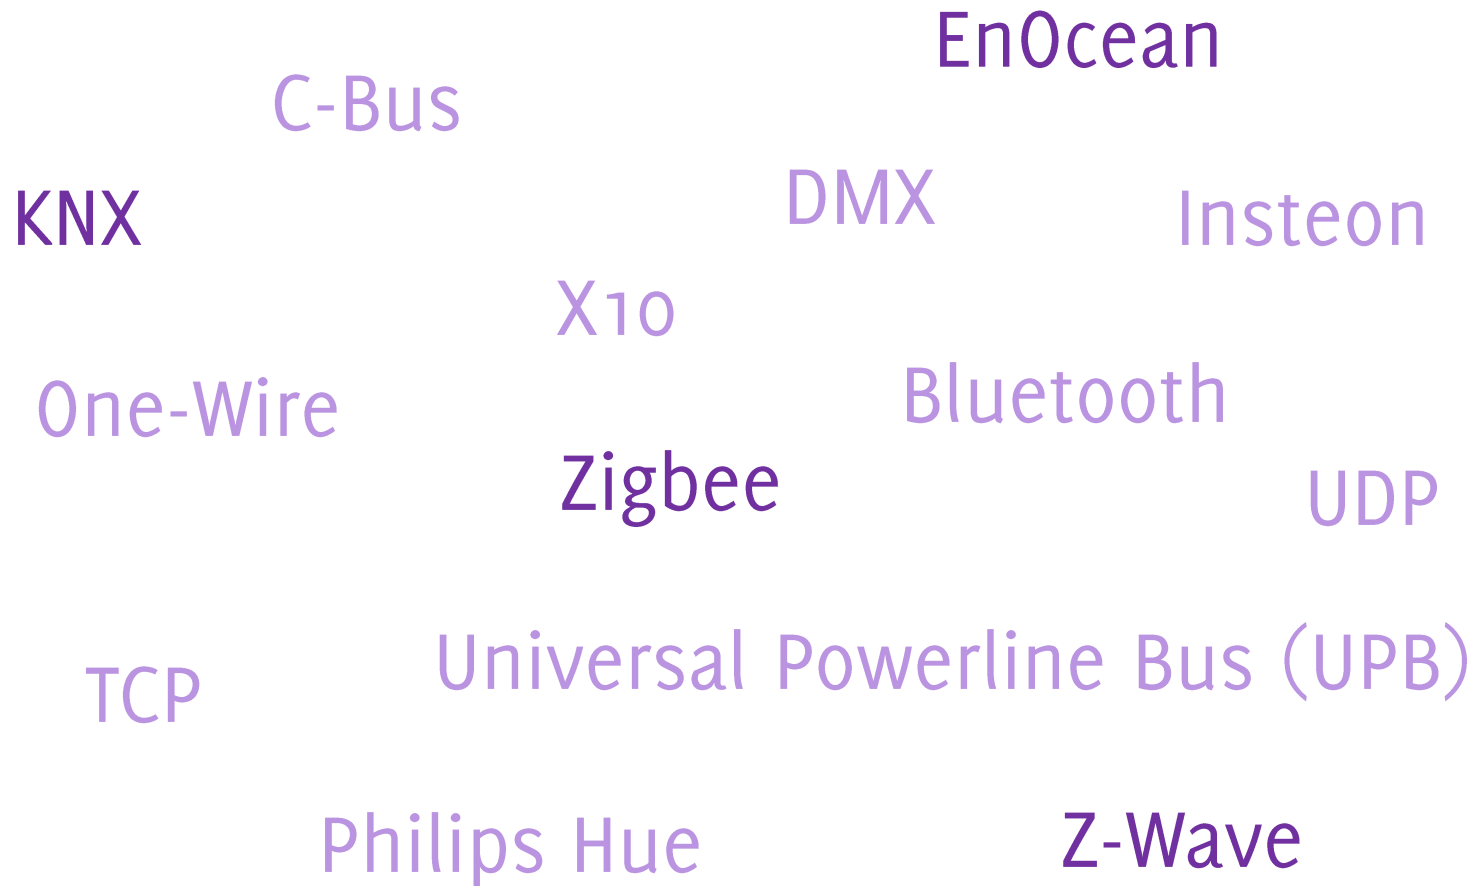 EnOcean
C-Bus
KNX
DMX
Insteon
X10
One-Wire
Bluetooth
Zigbee
UDP
Universal Powerline Bus (UPB)
TCP
Philips Hue
Z-Wave